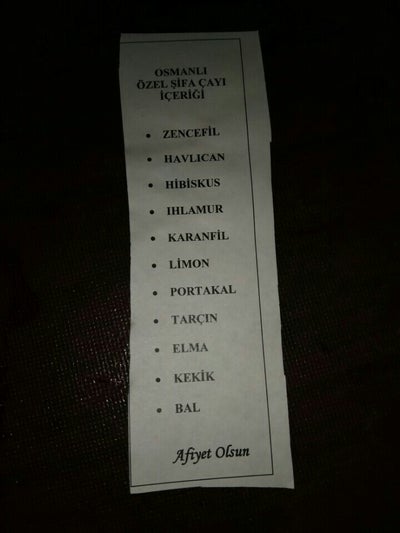 OSMANLI
ÖZEL ŞİFA ÇAYI
İÇERİĞİ
• ZENCEFİL
• HAVLICAN
• HİBİSKUS
• IHLAMUR
• KARANFİL
• LİMON
• PORTAKAL
• TARÇIN
• ELMA
• KEKİK
• BAL
Afiyet Olsun